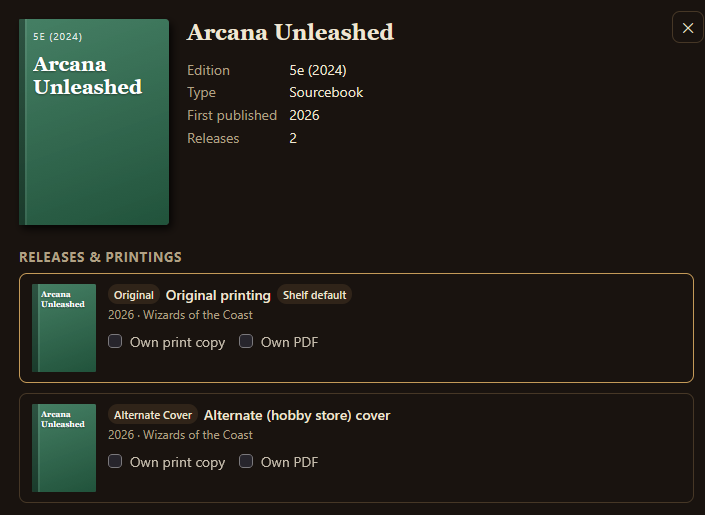 5E (2024)
Arcana
Unleashed
Arcana Unleashed
Edition 5e (2024)
Type Sourcebook
First published 2026
Releases 2
RELEASES & PRINTINGS
Arcana
Unleashed
Original Original printing Shelf default
2026 · Wizards of the Coast
Own print copy Own PDF
Arcana
Unleashed
Alternate Cover Alternate (hobby store) cover
2026 · Wizards of the Coast
Own print copy Own PDF